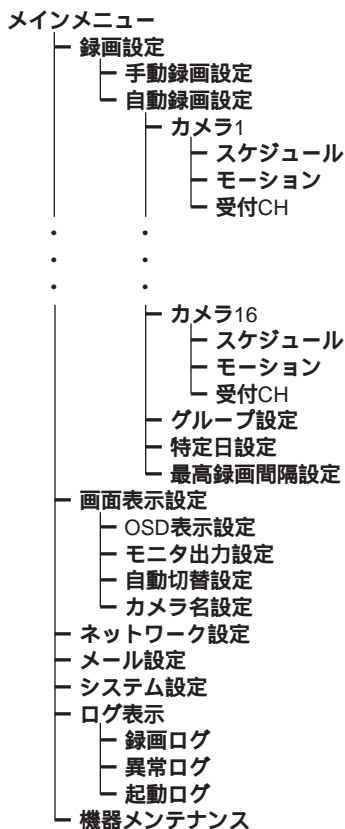 メインメニュー
録画設定
手動録画設定
自動録画設定
カメラ1
スケジュール
モーション
受付CH
・ ・
・ ・
・ ・
カメラ16
スケジュール
モーション
受付CH
グループ設定
特定日設定
最高録画間隔設定
画面表示設定
OSD表示設定
モニタ出力設定
自動切替設定
カメラ名設定
ネットワーク設定
メール設定
システム設定
ログ表示
録画ログ
異常ログ
起動ログ
機器メンテナンス